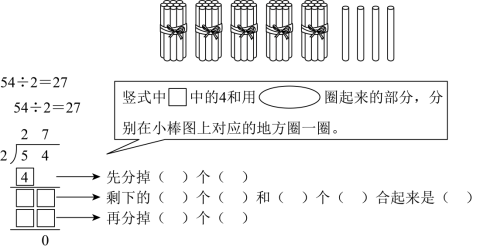 54÷2=27
54÷2=27
竖式中□中的4和用 圈起来的部分，分
别在小棒图上对应的地方圈一圈。
2 7
2 5 4
4 先分掉（ ）个（ ）
□□ 剩下的（ ）个（ ）和（ ）个（ ）合起来是（ ）
□□ 再分掉（ ）个（ ）
0